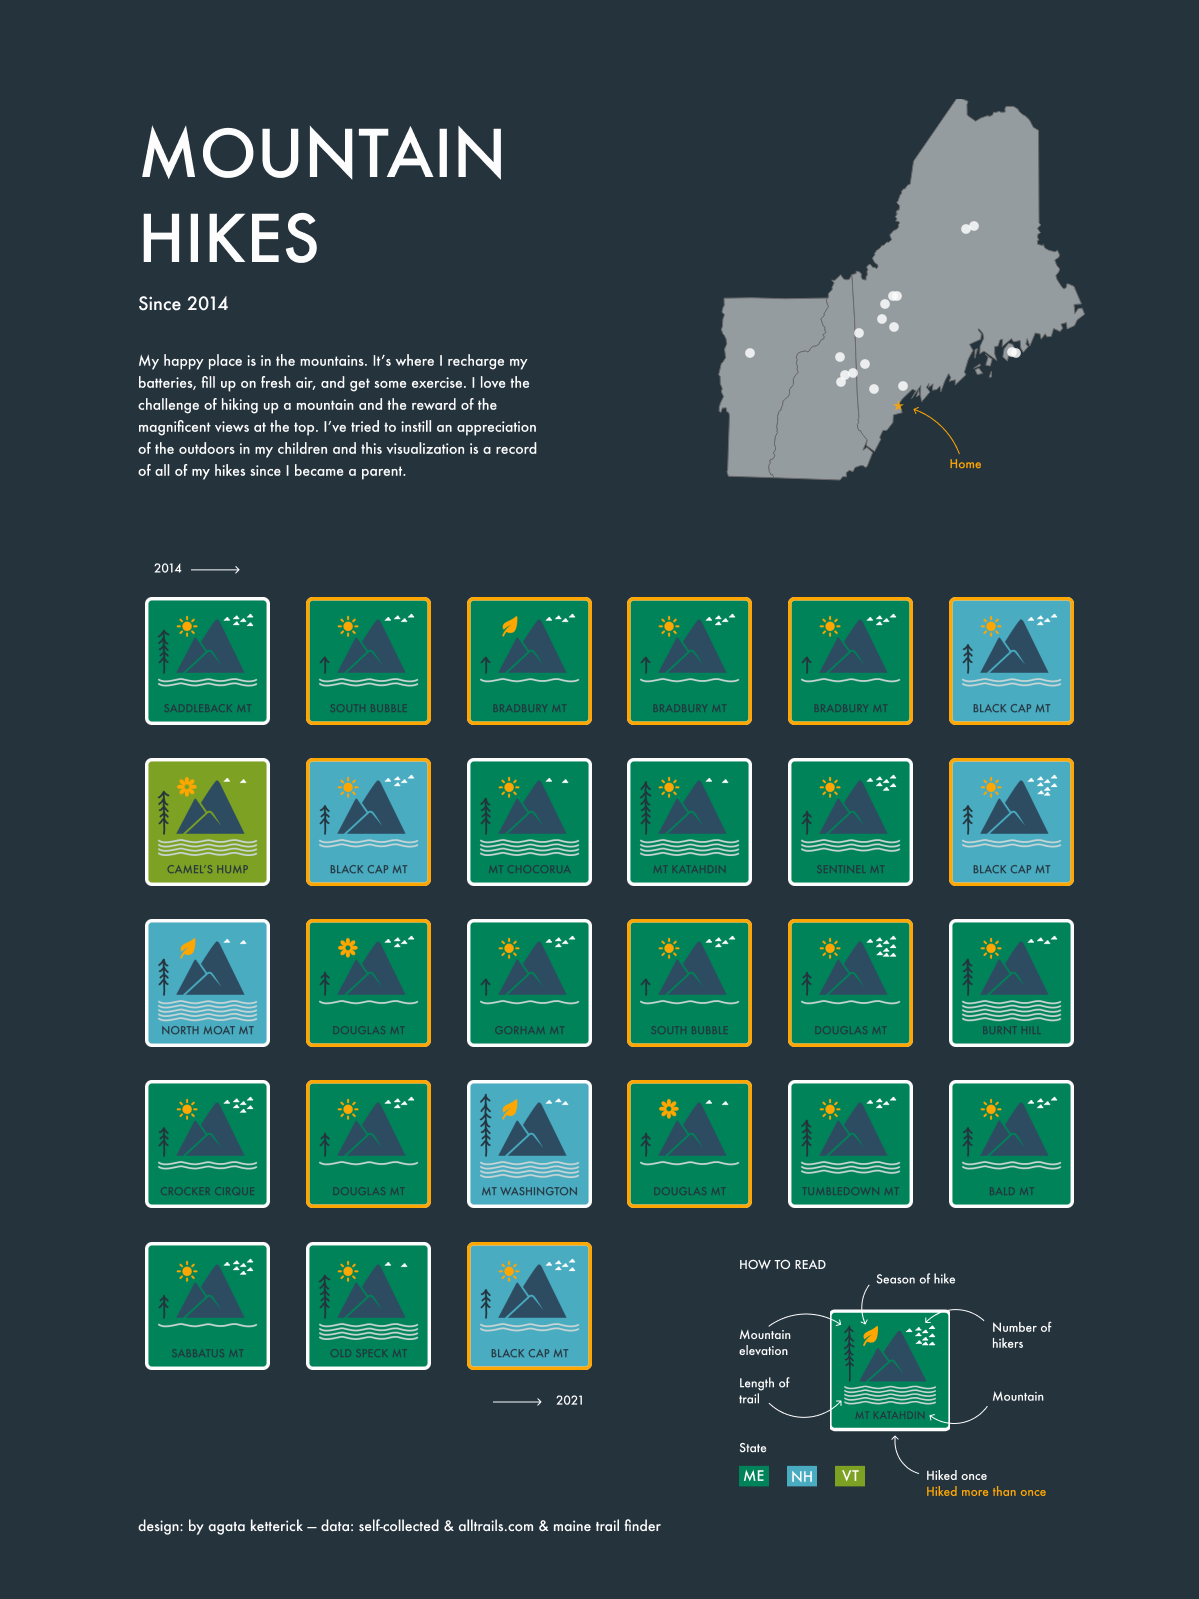 MOUNTAIN
HIKES
Since 2014
My happy place is in the mountains. It's where I recharge my
batteries, fill up on fresh air, and get some exercise. I love the
challenge of hiking up a mountain and the reward of the
magnificent views at the top. I've tried to instill an appreciation
of the outdoors in my children and this visualization is a record
of all of my hikes since I became a parent.
Home
2014
SADDLEBACK MT
SOUTH BUBBLE
BRADBURY MT
BRADBURY MT
BRADBURY MT
BLACK CAP MT
CAMEL'S HUMP
BLACK CAP MT
MT CHOCORUA
MT KATAHDIN
SENTINEL MT
BLACK CAP MT
NORTH MOAT MT
DOUGLAS MT
GORHAM MT
SOUTH BUBBLE
DOUGLAS MT
BURNT HILL
CROCKER CIRQUE
DOUGLAS MT
MT WASHINGTON
DOUGLAS MT
TUMBLEDOWN MT
BALD MT
SABBATUS MT
OLD SPECK MT
BLACK CAP MT
2021
HOW TO READ
Season of hike
Mountain
elevation
Number of
hikers
Length of
trail
Mountain
MT KATAHDIN
State
ME
NH
VT
Hiked once
Hiked more than once
design: by agata ketterick – data: self-collected & alltrails.com & maine trail finder